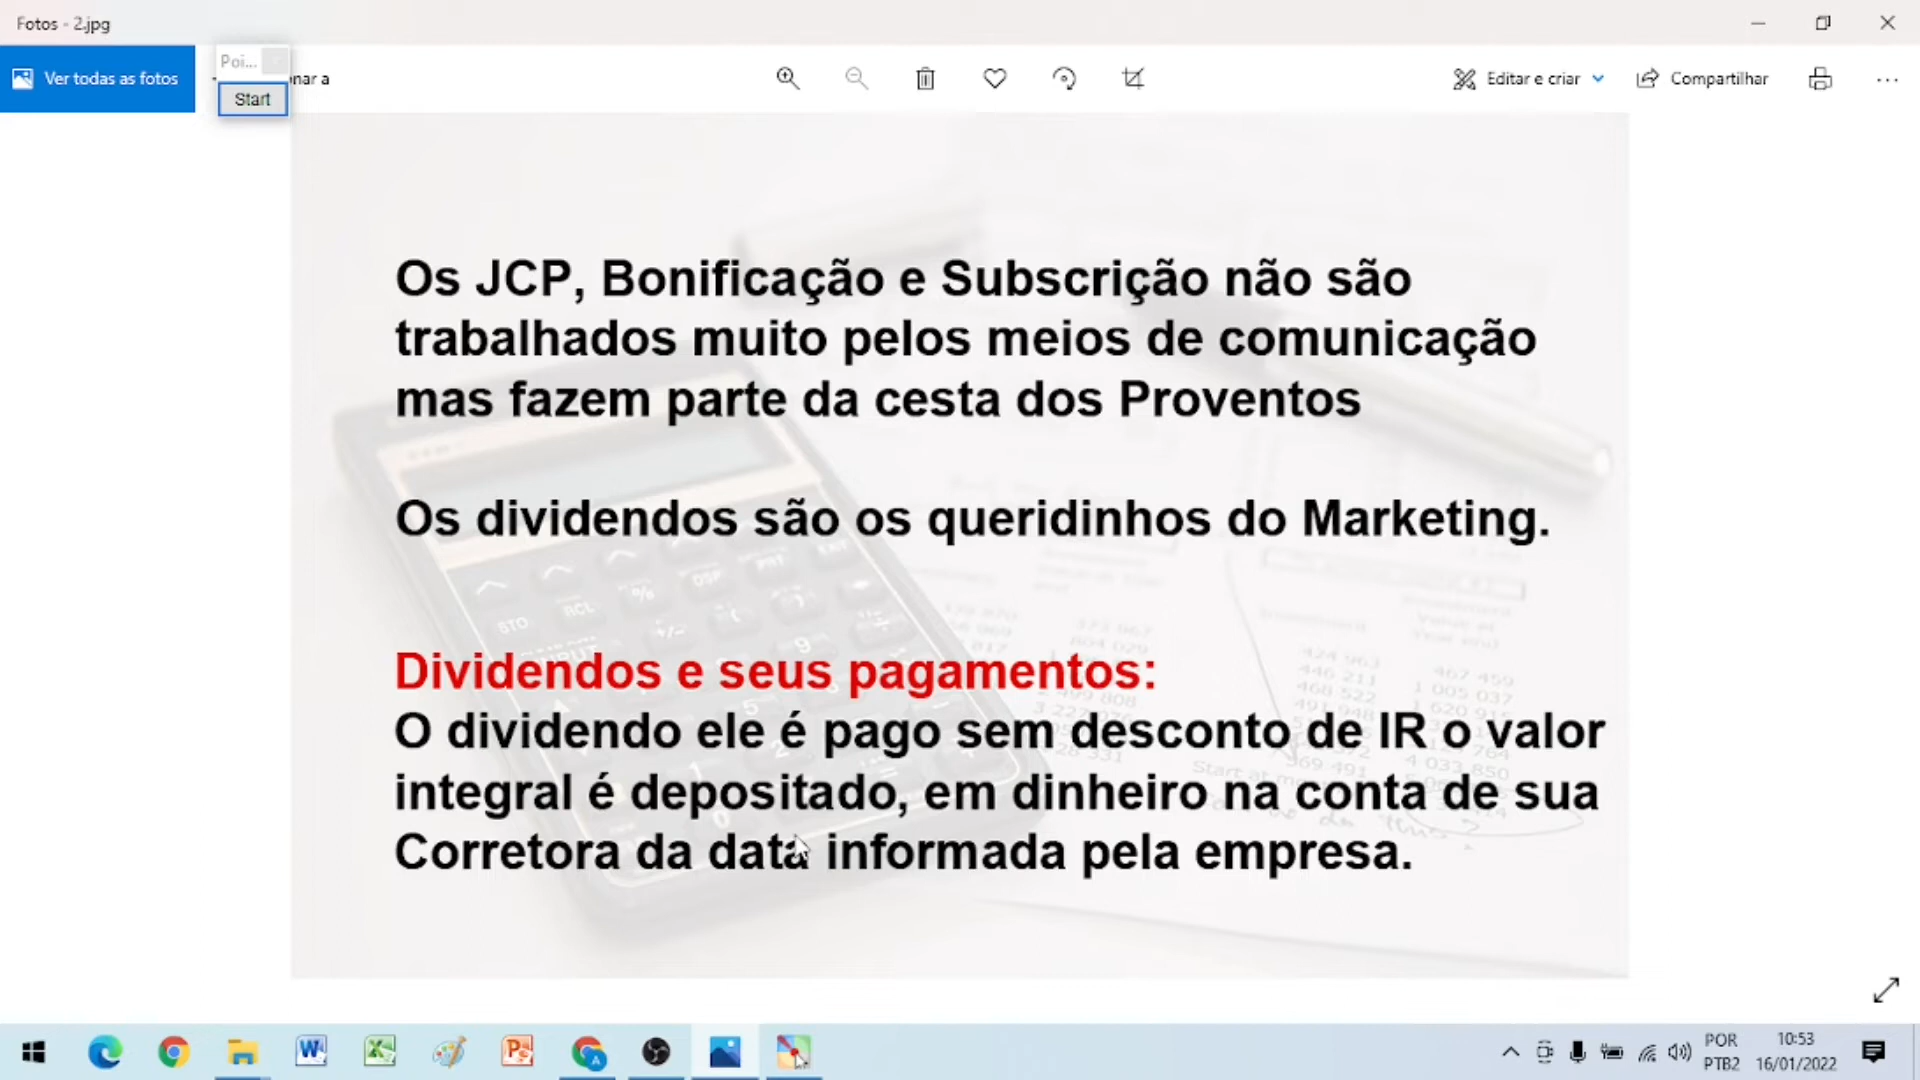 Fotos - 2.jpg
Ver todas as fotos
Poi...
nar a
Start
Editar e criar
Compartilhar
Os JCP, Bonificação e Subscrição não são
trabalhados muito pelos meios de comunicação
mas fazem parte da cesta dos Proventos
Os dividendos são os queridinhos do Marketing.
Dividendos e seus pagamentos:
O dividendo ele é pago sem desconto de IR o valor
integral é depositado, em dinheiro na conta de sua
Corretora da data informada pela empresa.
POR
PTB2
10:53
16/01/2022